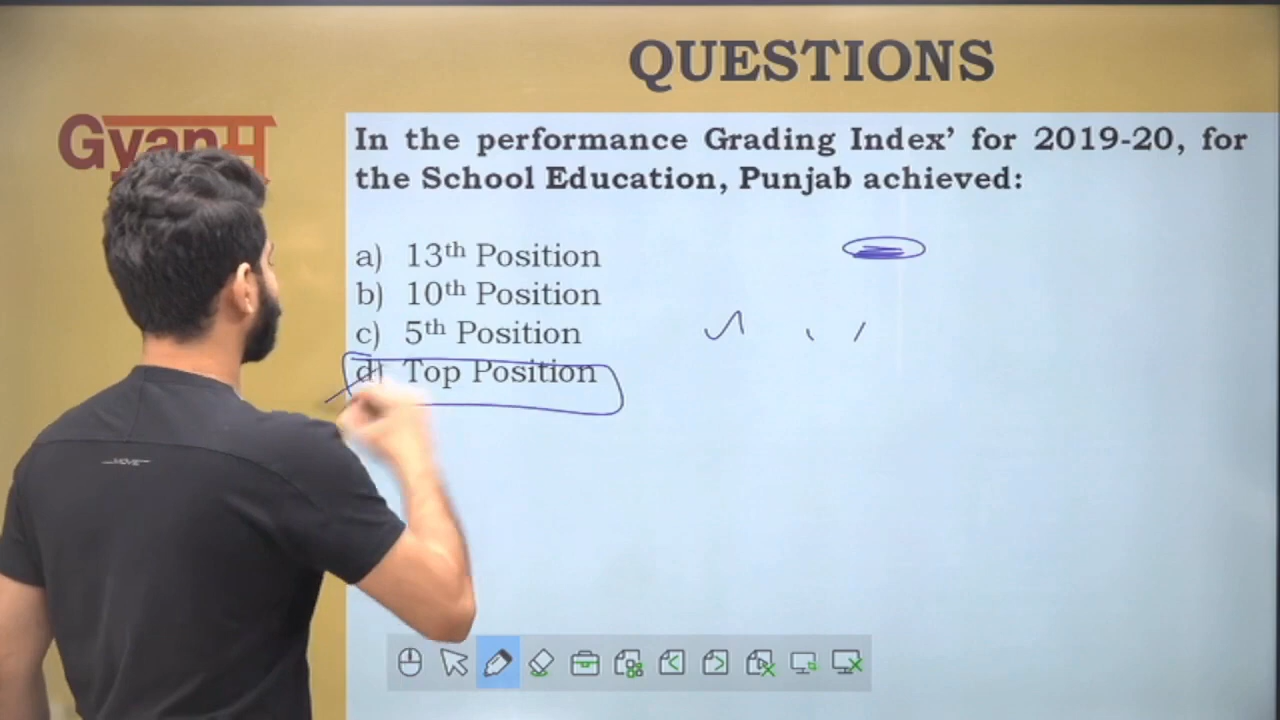 QUESTIONS
Gyan
In the performance Grading Index’ for 2019-20, for
the School Education, Punjab achieved:
a) 13th Position
b) 10th Position
c) 5th Position
d) Top Position